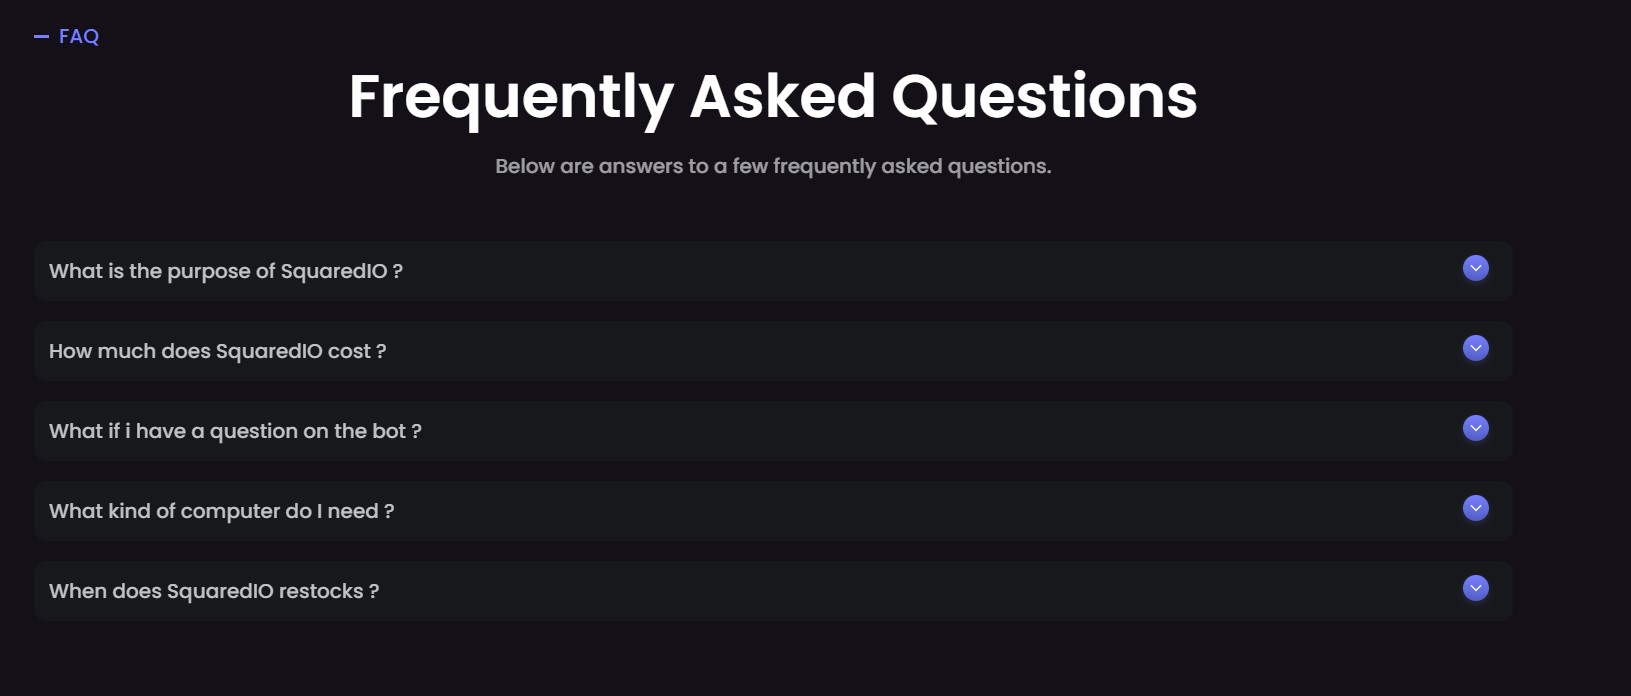 FAQ
Frequently Asked Questions
Below are answers to a few frequently asked questions.
What is the purpose of SquaredIO ?
How much does SquaredIO cost ?
What if i have a question on the bot ?
What kind of computer do I need ?
When does SquaredIO restocks ?